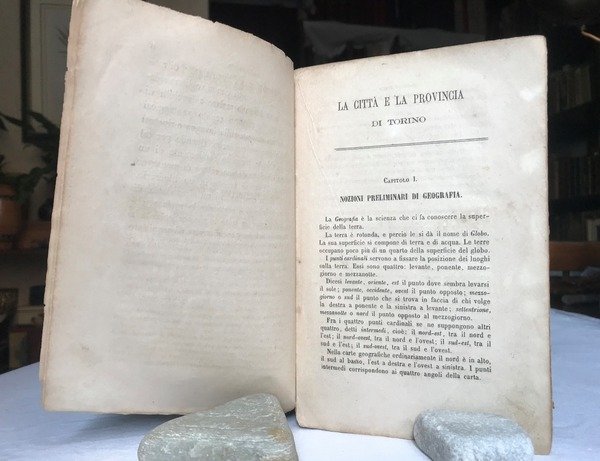 LA CITTÀ E LA PROVINCIA
DI TORINO
CAPITOLO I.
NOZIONI PRELIMINARI DI GEOGRAFIA.
La Geografia è la scienza che ci fa conoscere la super-
ficie della terra.
La terra è rotonda, e perciò le si dà il nome di Globo.
La sua superficie si compone di terra e di acqua. Le terre
occupano poco più di un quarto della superficie del globo.
I punti cardinali servono a fissare la posizione dei luoghi
sulla terra. Essi sono quattro: levante, ponente, mezzo-
giorno e mezzanotte.
Dicesi levante, oriente, est il punto dove sembra levarsi
il sole; ponente, occidente, ovest il punto opposto; mezzo-
giorno o sud il punto che si trova in faccia di chi volge
la destra a ponente e la sinistra a levante; settentrione,
mezzanotte o nord il punto opposto al mezzogiorno.
Fra i quattro punti cardinali se ne suppongono altri
quattro, detti intermedi, cioè: il nord-est, tra il nord e
l'est; il nord-ovest, tra il nord e l'ovest; il sud-est, tra
il sud e l'est; il sud-ovest, tra il sud e l'ovest.
Nelle carte geografiche ordinariamente il nord è in alto,
il sud al basso, l'est a destra e l'ovest a sinistra. I punti
intermedi corrispondono ai quattro angoli della carta.